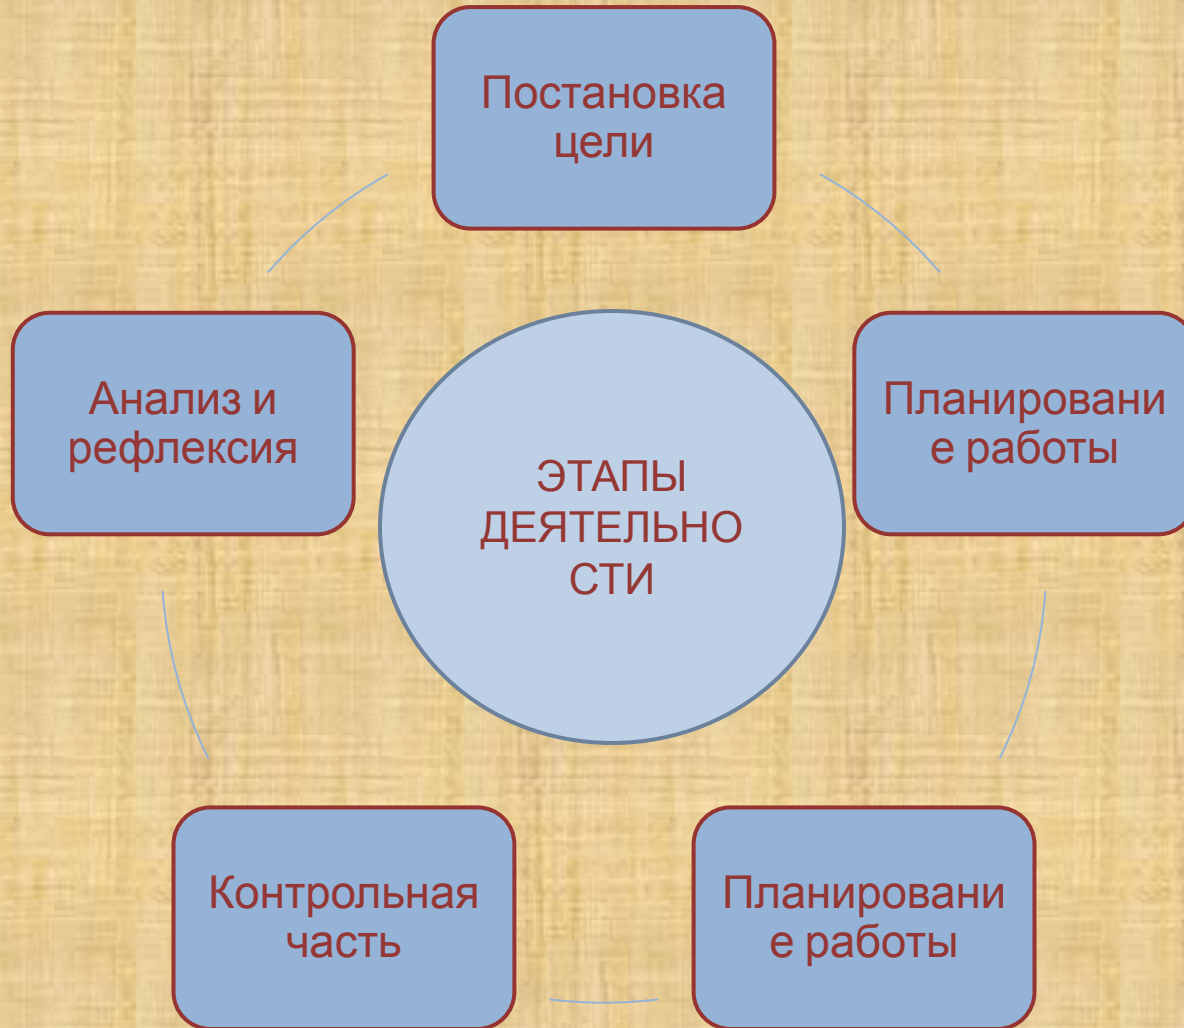 Постановка
цели
Анализ и
рефлексия
ЭТАПЫ
ДЕЯТЕЛЬНО
СТИ
Планировани
е работы
Контрольная
часть
Планировани
е работы